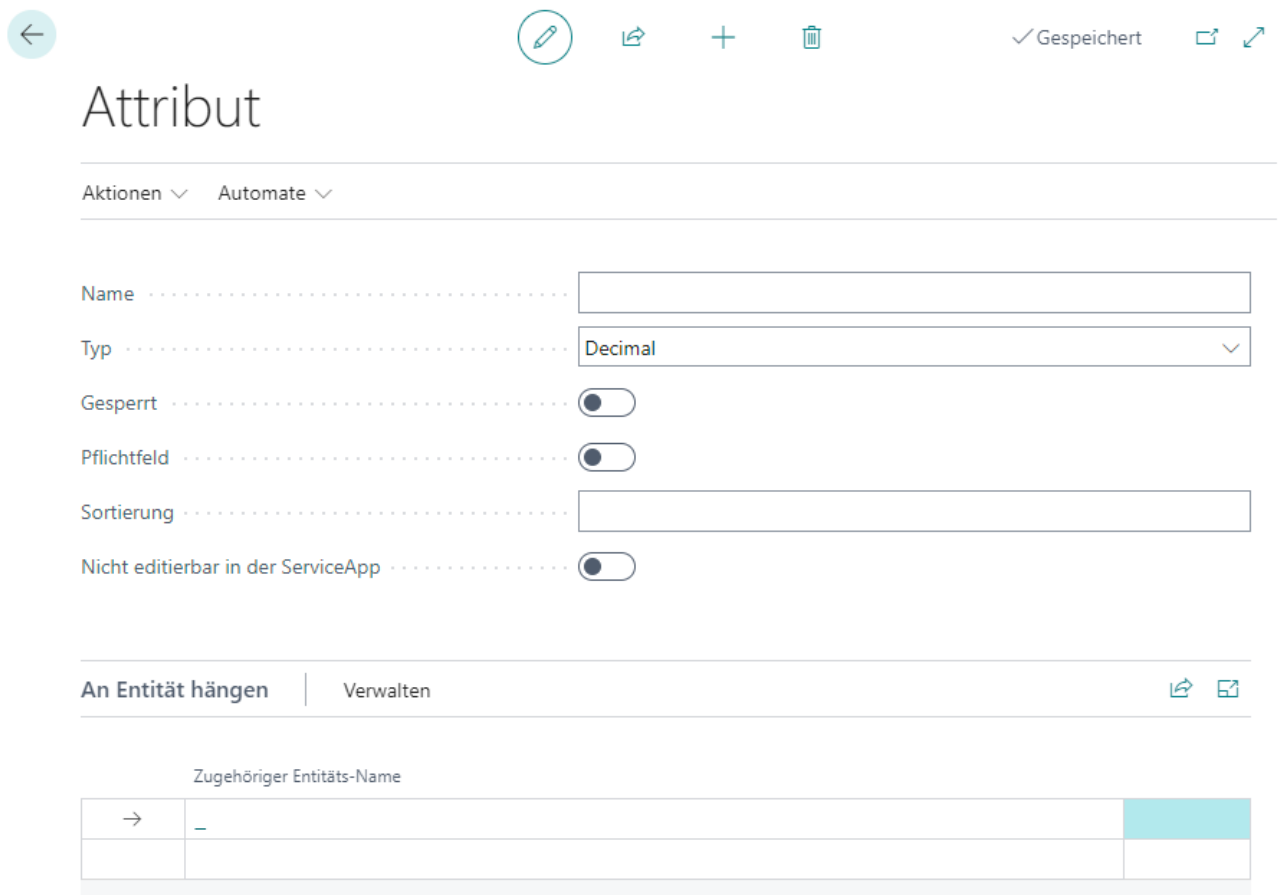 Gespeichert
Attribut
Aktionen Automate
Name
Typ Decimal
Gesperrt
Pflichtfeld
Sortierung
Nicht editierbar in der ServiceApp
An Entität hängen Verwalten
Zugehöriger Entitäts-Name
_